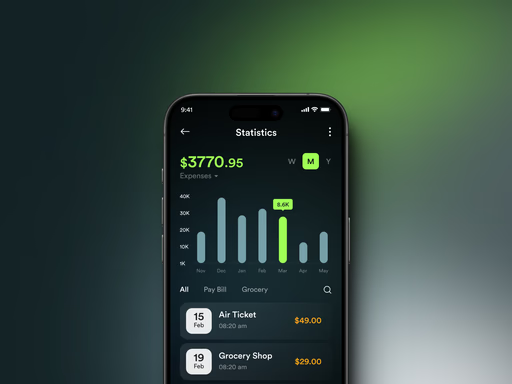 9:41
Statistics
$3770.95
W M Y
Expenses
40K
8.6K
30K
20K
10K
1K
Nov Dec Jan Feb Mar Apr May
All Pay Bill Grocery
15 Feb
Air Ticket
08:20 am
$49.00
19 Feb
Grocery Shop
08:20 am
$29.00